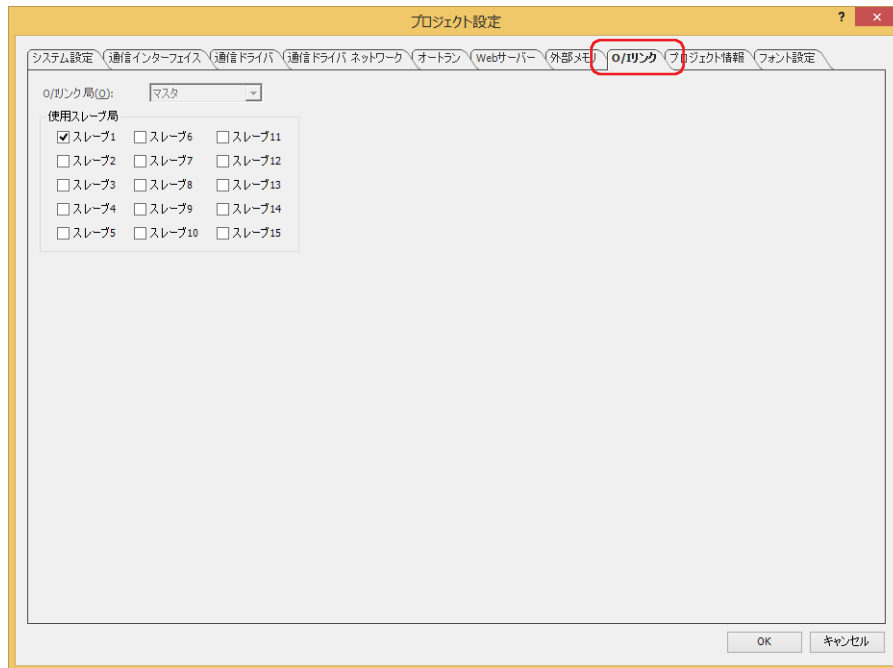 プロジェクト設定
? ×
システム設定 通信インターフェイス 通信ドライバ 通信ドライバ ネットワーク オートラン Webサーバー 外部メモリ O/Iリンク プロジェクト情報 フォント設定
O/Iリンク局(O): マスタ
使用スレーブ局
スレーブ1 スレーブ6 スレーブ11
スレーブ2 スレーブ7 スレーブ12
スレーブ3 スレーブ8 スレーブ13
スレーブ4 スレーブ9 スレーブ14
スレーブ5 スレーブ10 スレーブ15
OK キャンセル